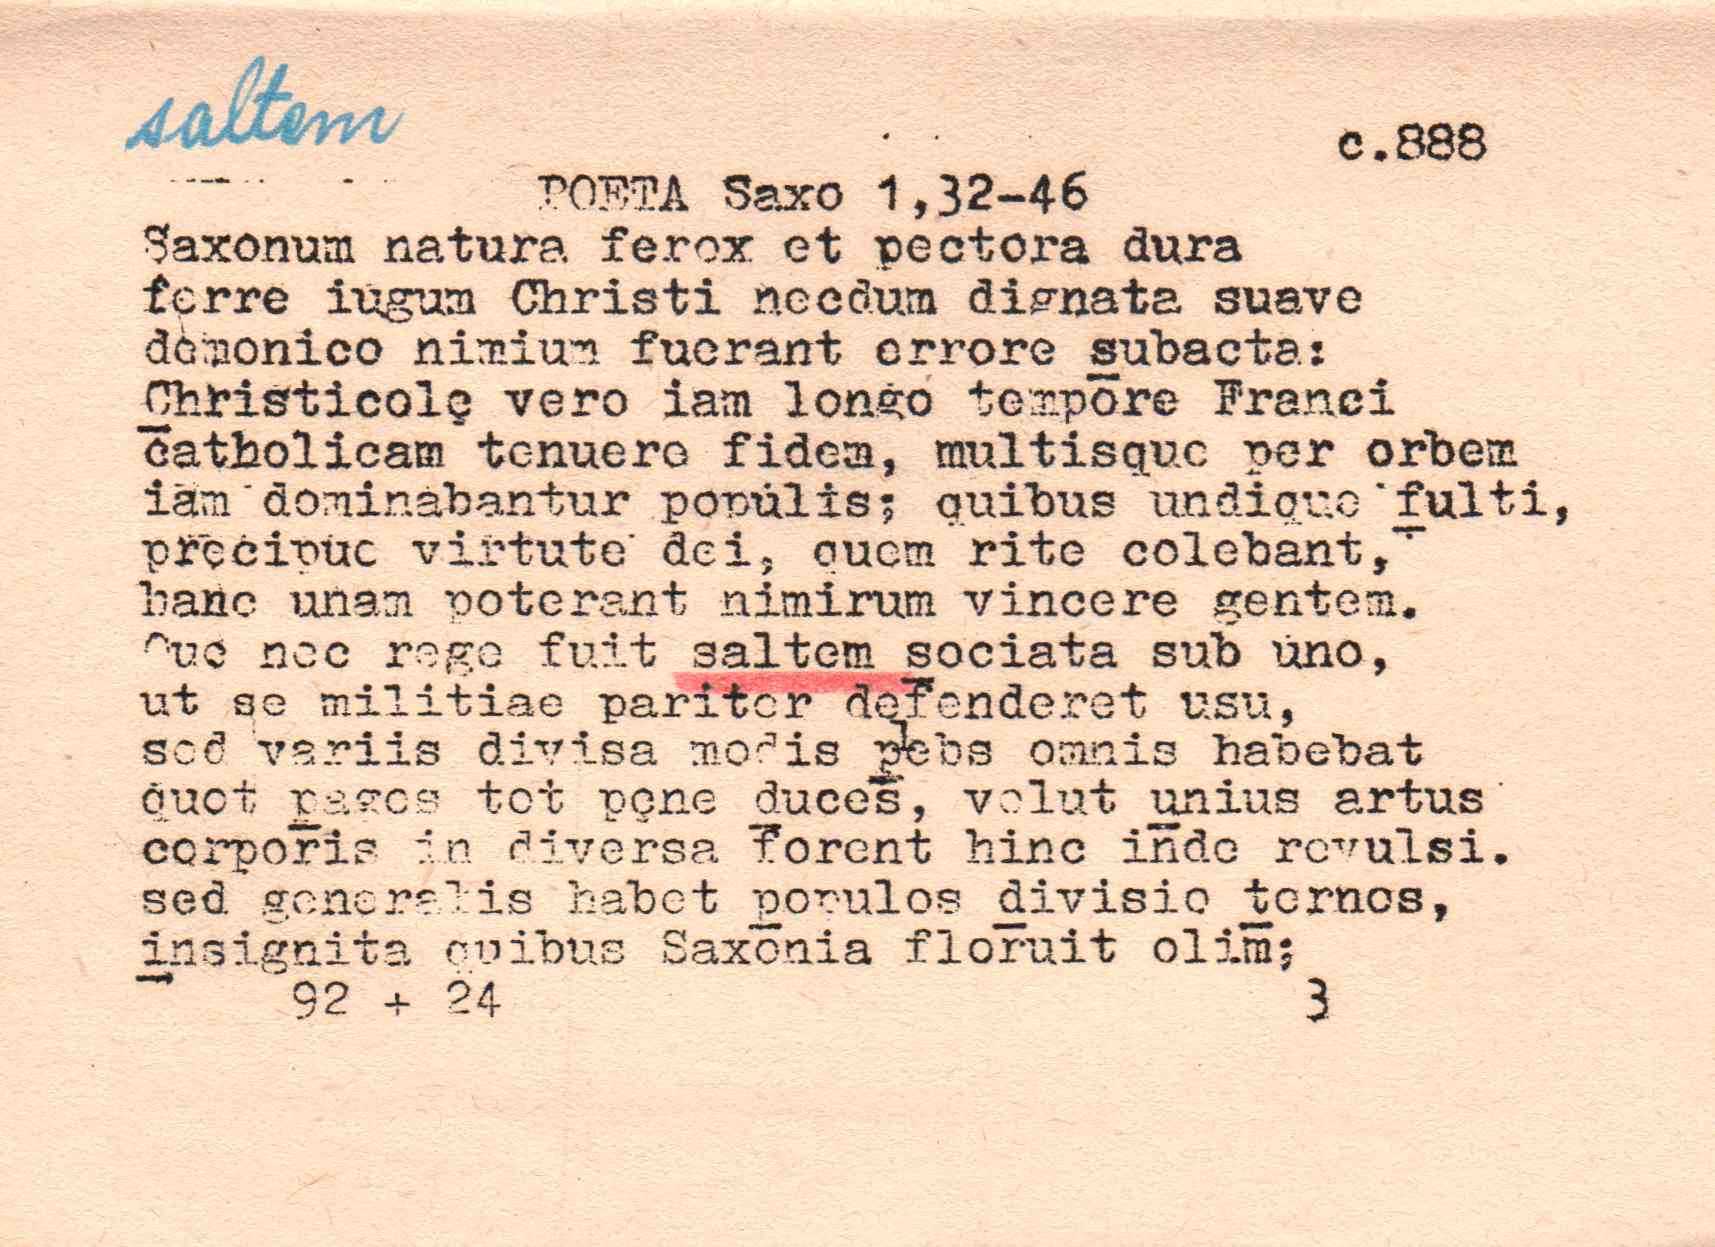 saltem
c.888
POETA Saxo 1,32-46
Saxonum natura ferox et pectora dura
ferre iugum Christi necdum dignata suave
demonico nimium fuerant errore subacta:
Christicolę vero iam longo tempore Franci
catholicam tenuere fidem, multisque per orbem
iam dominabantur populis; quibus undique fulti,
pręcipue virtute dei, quem rite colebant,
hanc unam poterant nimirum vincere gentem.
Que nec rege fuit saltem sociata sub uno,
ut se militiae pariter defenderet usu,
sed variis divisa modis plebs omnis habebat
quot pagos tot pęne duces, velut unius artus
corporis in diversa forent hinc inde revulsi.
sed generalis habet populos divisio ternos,
insignita quibus Saxonia floruit olim;
92 + 24 3